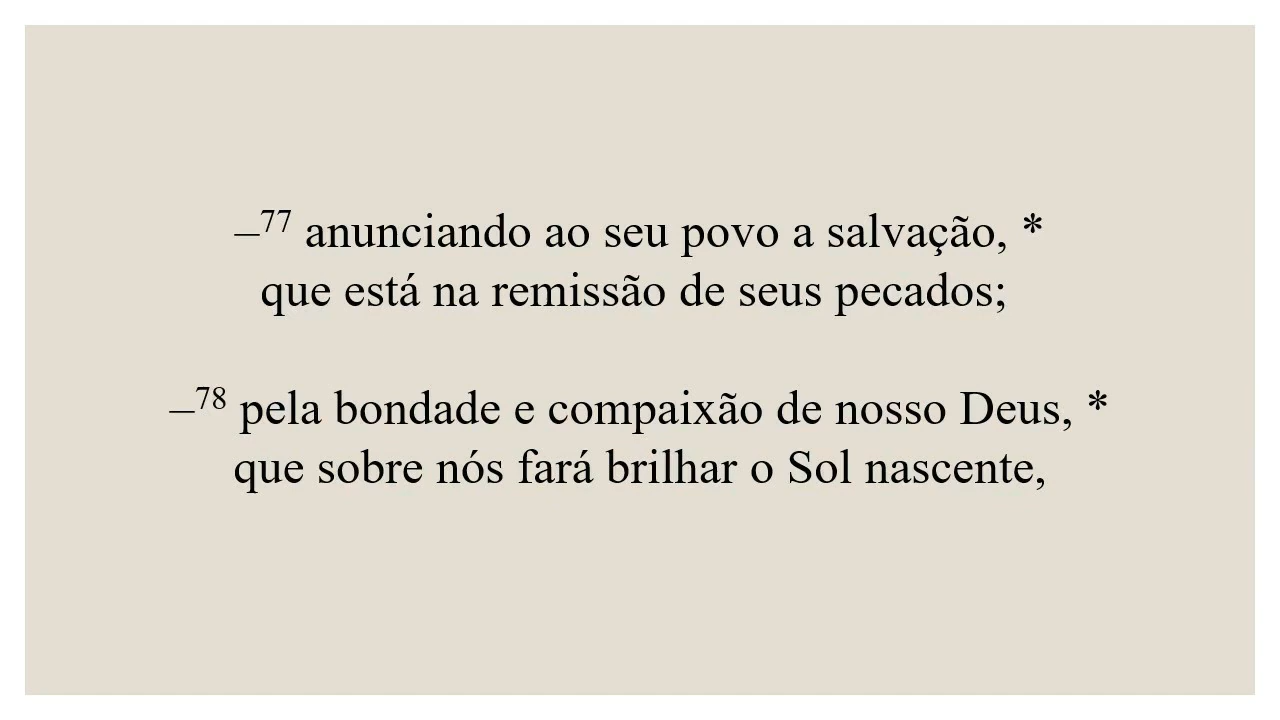 –77 anunciando ao seu povo a salvação, *
que está na remissão de seus pecados;
–78 pela bondade e compaixão de nosso Deus, *
que sobre nós fará brilhar o Sol nascente,